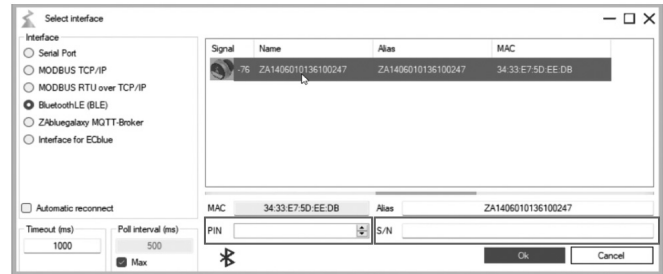 Select interface
Interface
Serial Port
MODBUS TCP/IP
MODBUS RTU over TCP/IP
BluetoothLE (BLE)
ZAbluegalaxy MQTT-Broker
Interface for ECblue
Automatic reconnect
Timeout (ms)
1000
Poll interval (ms)
500
Max
Signal Name Alias MAC
-76 ZA1406010136100247 ZA1406010136100247 34:33:E7:5D:EE:DB
MAC 34:33:E7:5D:EE:DB Alias ZA1406010136100247
PIN S/N
Ok Cancel